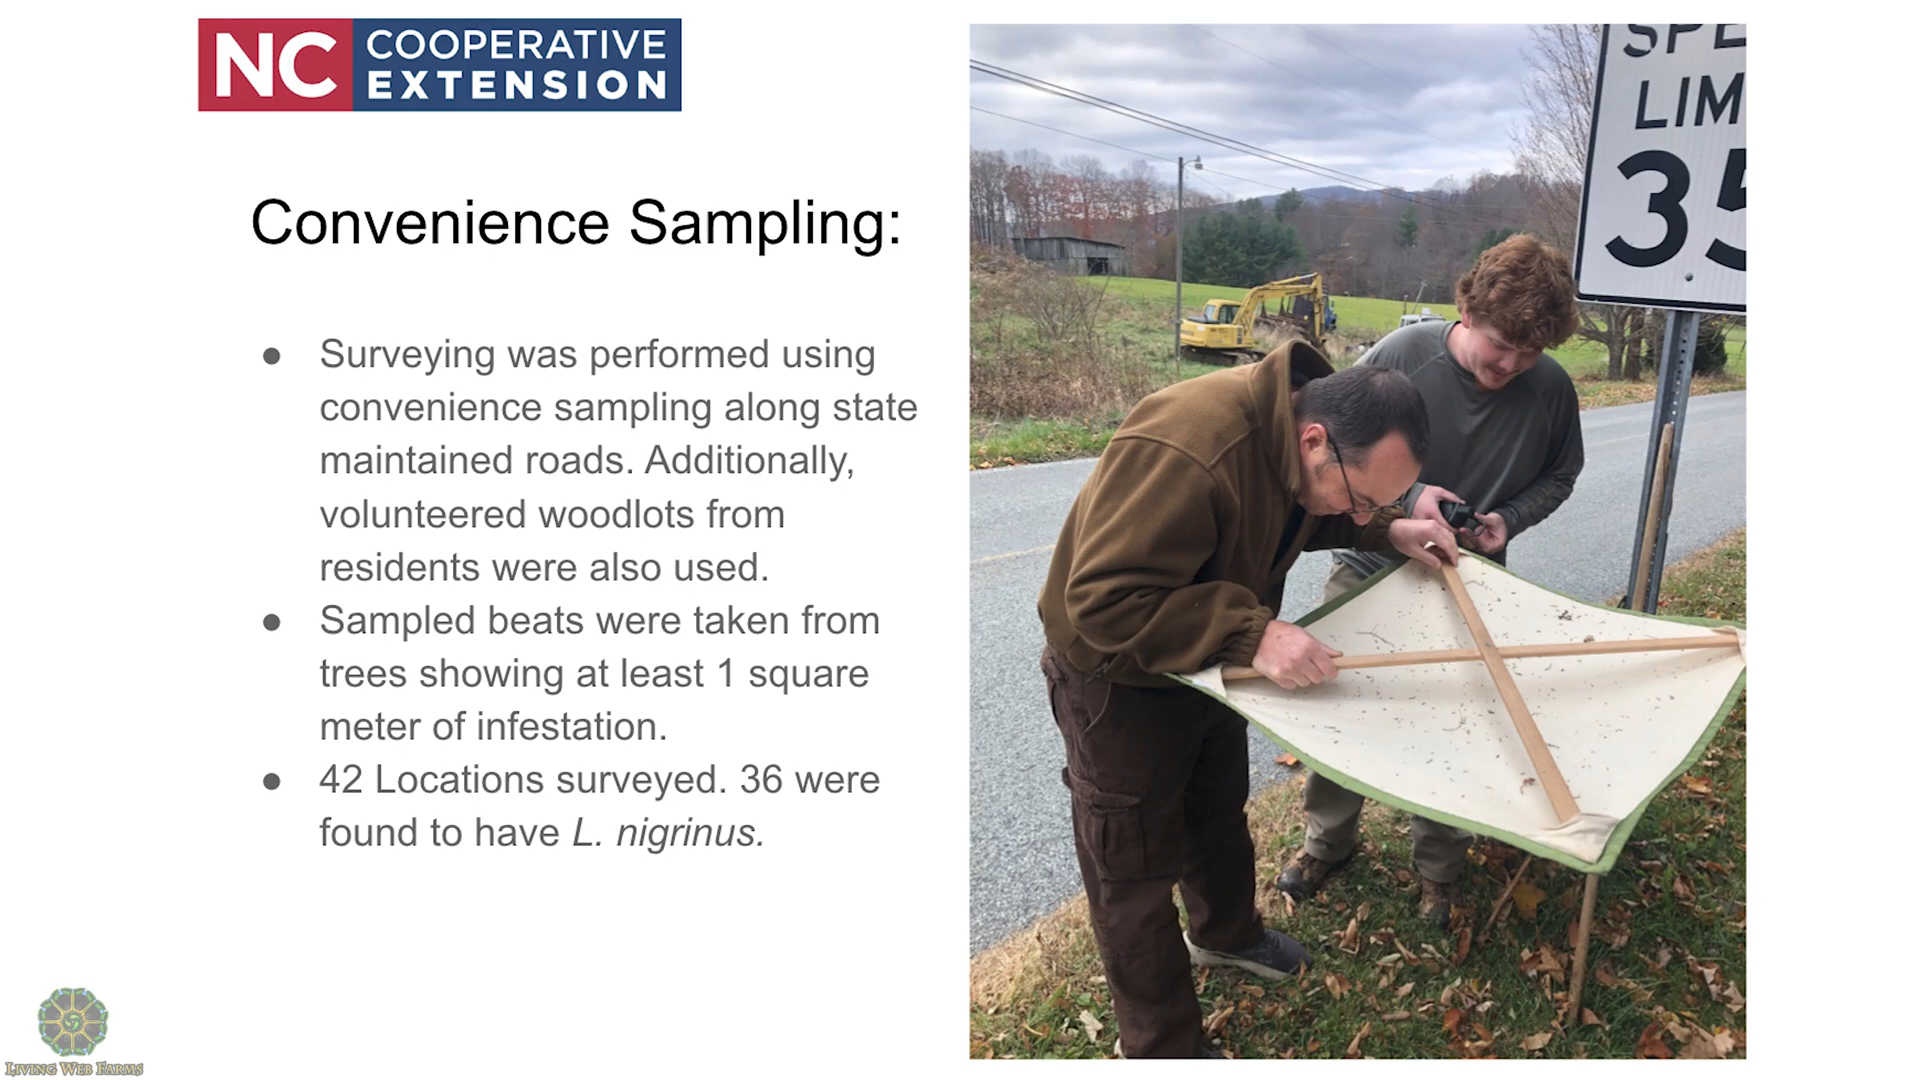 NC COOPERATIVE
EXTENSION
Convenience Sampling:
● Surveying was performed using
convenience sampling along state
maintained roads. Additionally,
volunteered woodlots from
residents were also used.
● Sampled beats were taken from
trees showing at least 1 square
meter of infestation.
● 42 Locations surveyed. 36 were
found to have L. nigrinus.
SPE
LIM
35
LIVING WEB FARMS